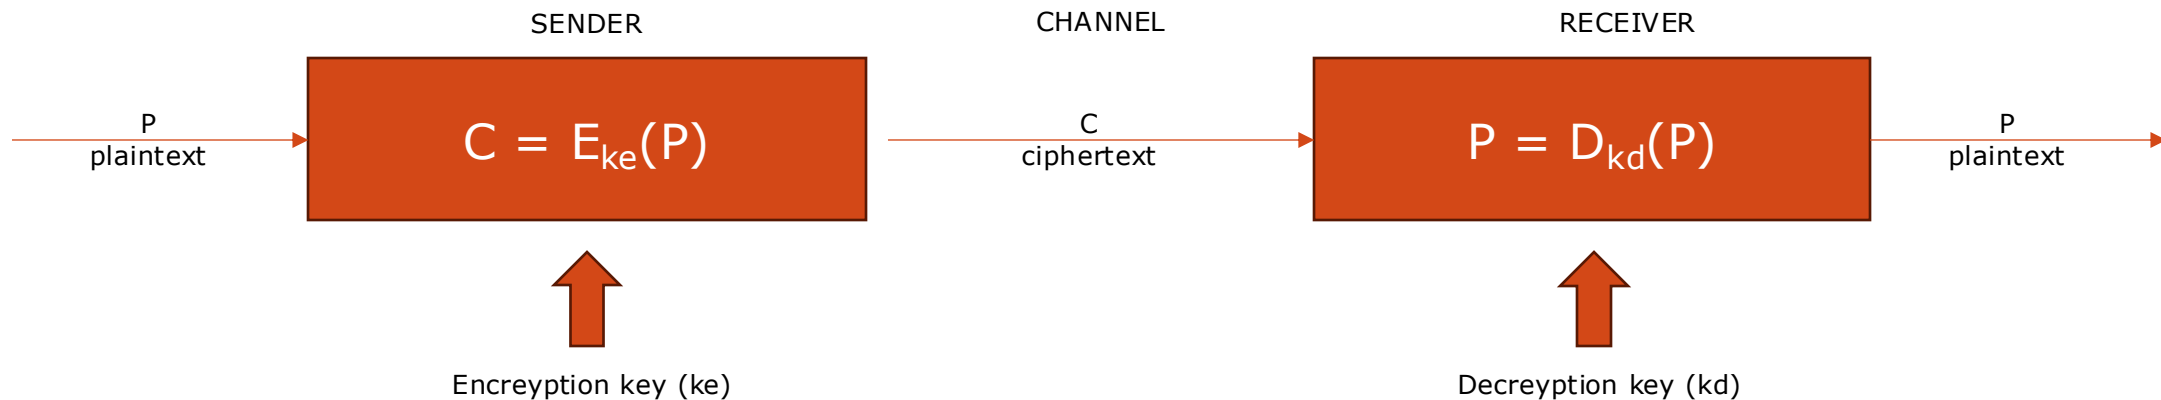 SENDER
CHANNEL
RECEIVER
P
plaintext
C = Eke(P)
C
ciphertext
P = Dkd(P)
P
plaintext
Encreyption key (ke)
Decreyption key (kd)